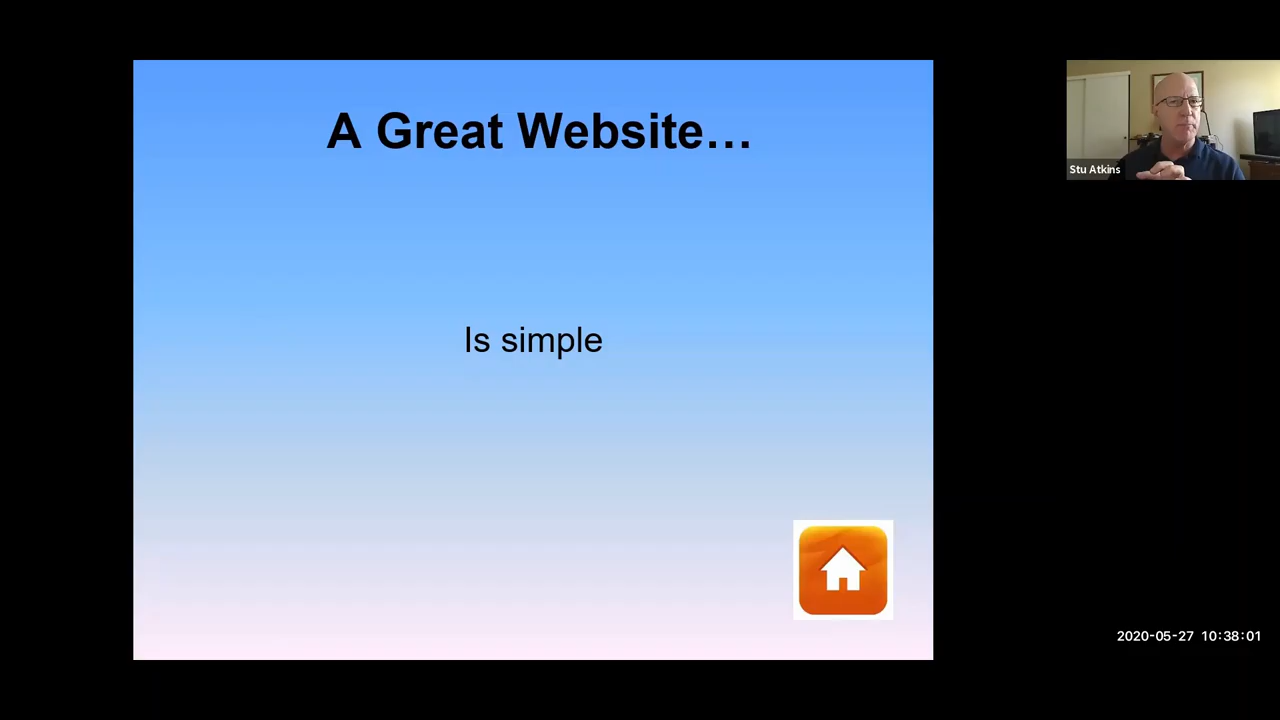 A Great Website…
Is simple
Stu Atkins
2020-05-27 10:38:01